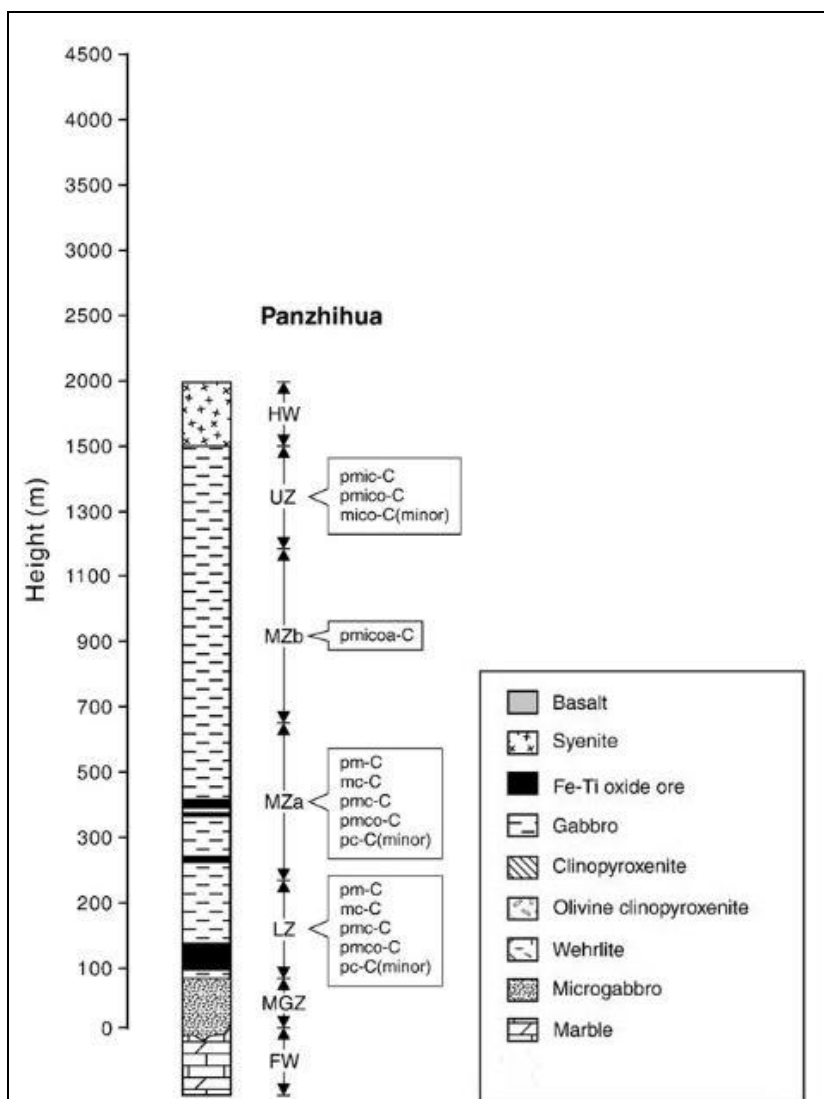 4500
4000
3500
3000
2500
2000
1500
1300
1100
900
700
500
300
200
100
0
Height (m)
Panzhihua
HW
UZ
pmic-C
pmico-C
mico-C(minor)
MZb
pmicoa-C
MZa
pm-C
mc-C
pmc-C
pmco-C
pc-C(minor)
LZ
pm-C
mc-C
pmc-C
pmco-C
pc-C(minor)
MGZ
FW
Basalt
Syenite
Fe-Ti oxide ore
Gabbro
Clinopyroxenite
Olivine clinopyroxenite
Wehrlite
Microgabbro
Marble